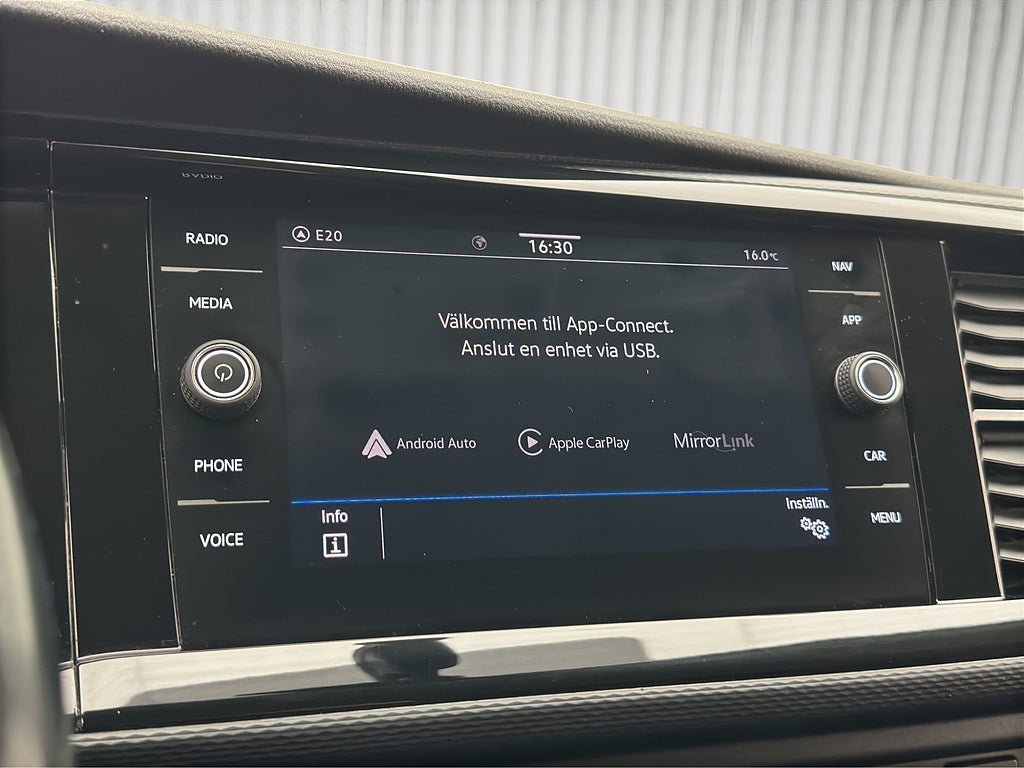 RADIO
RADIO
MEDIA
PHONE
VOICE
E20
16:30
16.0°C
Välkommen till App-Connect.
Anslut en enhet via USB.
Android Auto
Apple CarPlay
MirrorLink
Info
i
Inställn.
NAV
APP
CAR
MENU